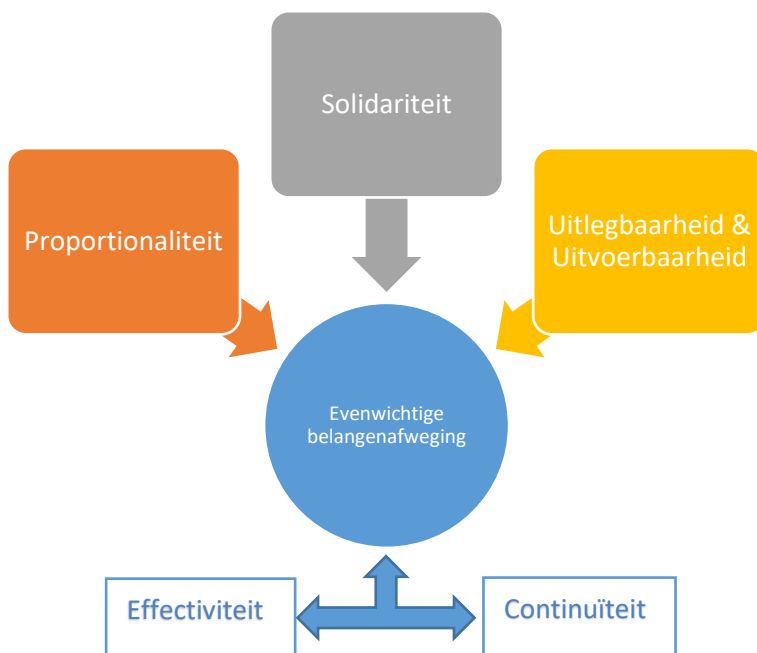 Solidariteit
Proportionaliteit
Uitlegbaarheid &
Uitvoerbaarheid
Evenwichtige
belangenafweging
Effectiviteit
Continuïteit